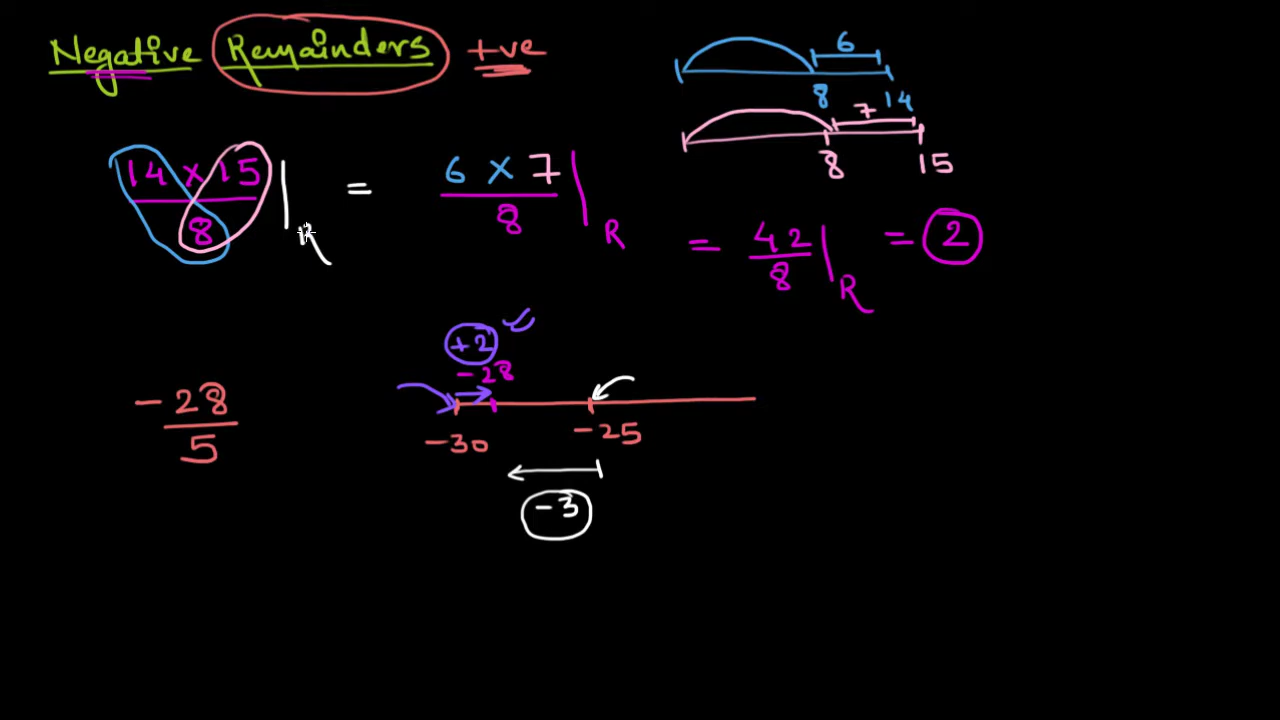 Negative Remainders +ve
6
8 14
7
8 15
14 x 15 / 8 | R = 6 x 7 / 8 | R
= 42 / 8 | R = 2
+2
-28
-28 / 5
-30 -25
-3